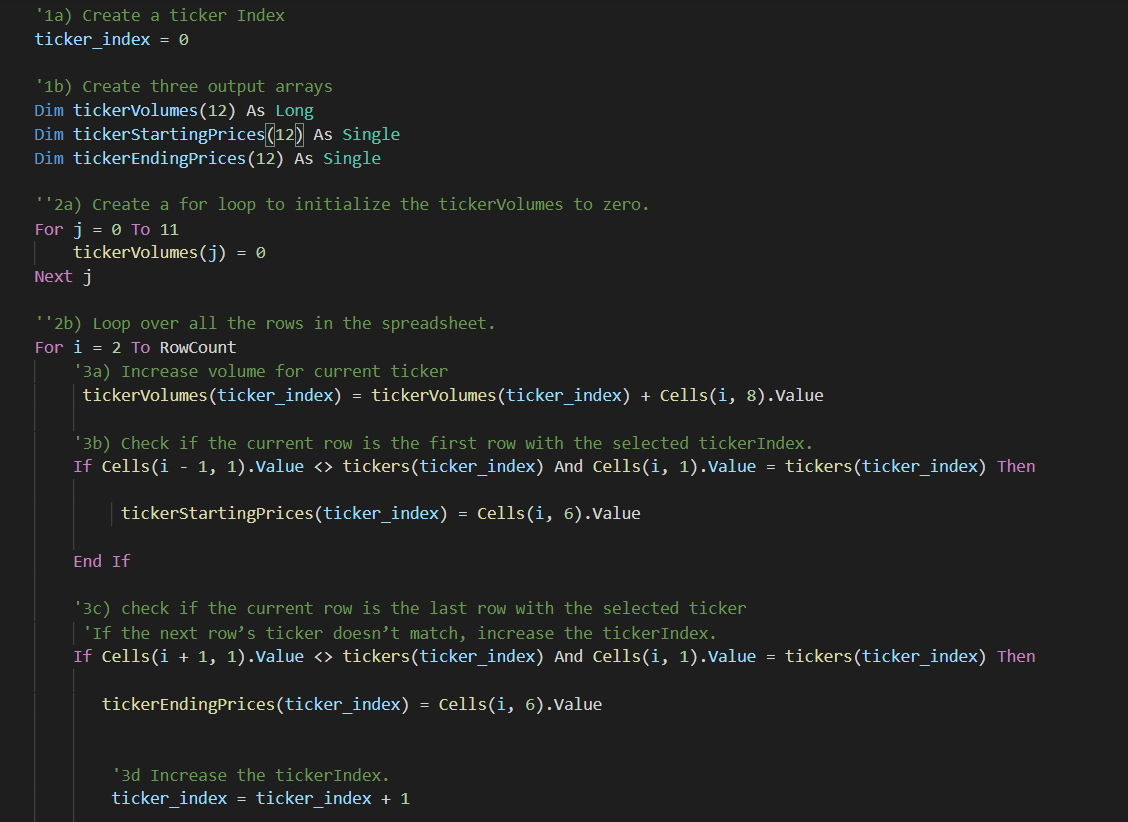 '1a) Create a ticker Index
ticker_index = 0
'1b) Create three output arrays
Dim tickerVolumes(12) As Long
Dim tickerStartingPrices(12) As Single
Dim tickerEndingPrices(12) As Single
''2a) Create a for loop to initialize the tickerVolumes to zero.
For j = 0 To 11
tickerVolumes(j) = 0
Next j
''2b) Loop over all the rows in the spreadsheet.
For i = 2 To RowCount
'3a) Increase volume for current ticker
tickerVolumes(ticker_index) = tickerVolumes(ticker_index) + Cells(i, 8).Value
'3b) Check if the current row is the first row with the selected tickerIndex.
If Cells(i - 1, 1).Value <> tickers(ticker_index) And Cells(i, 1).Value = tickers(ticker_index) Then
tickerStartingPrices(ticker_index) = Cells(i, 6).Value
End If
'3c) check if the current row is the last row with the selected ticker
'If the next row’s ticker doesn’t match, increase the tickerIndex.
If Cells(i + 1, 1).Value <> tickers(ticker_index) And Cells(i, 1).Value = tickers(ticker_index) Then
tickerEndingPrices(ticker_index) = Cells(i, 6).Value
'3d Increase the tickerIndex.
ticker_index = ticker_index + 1